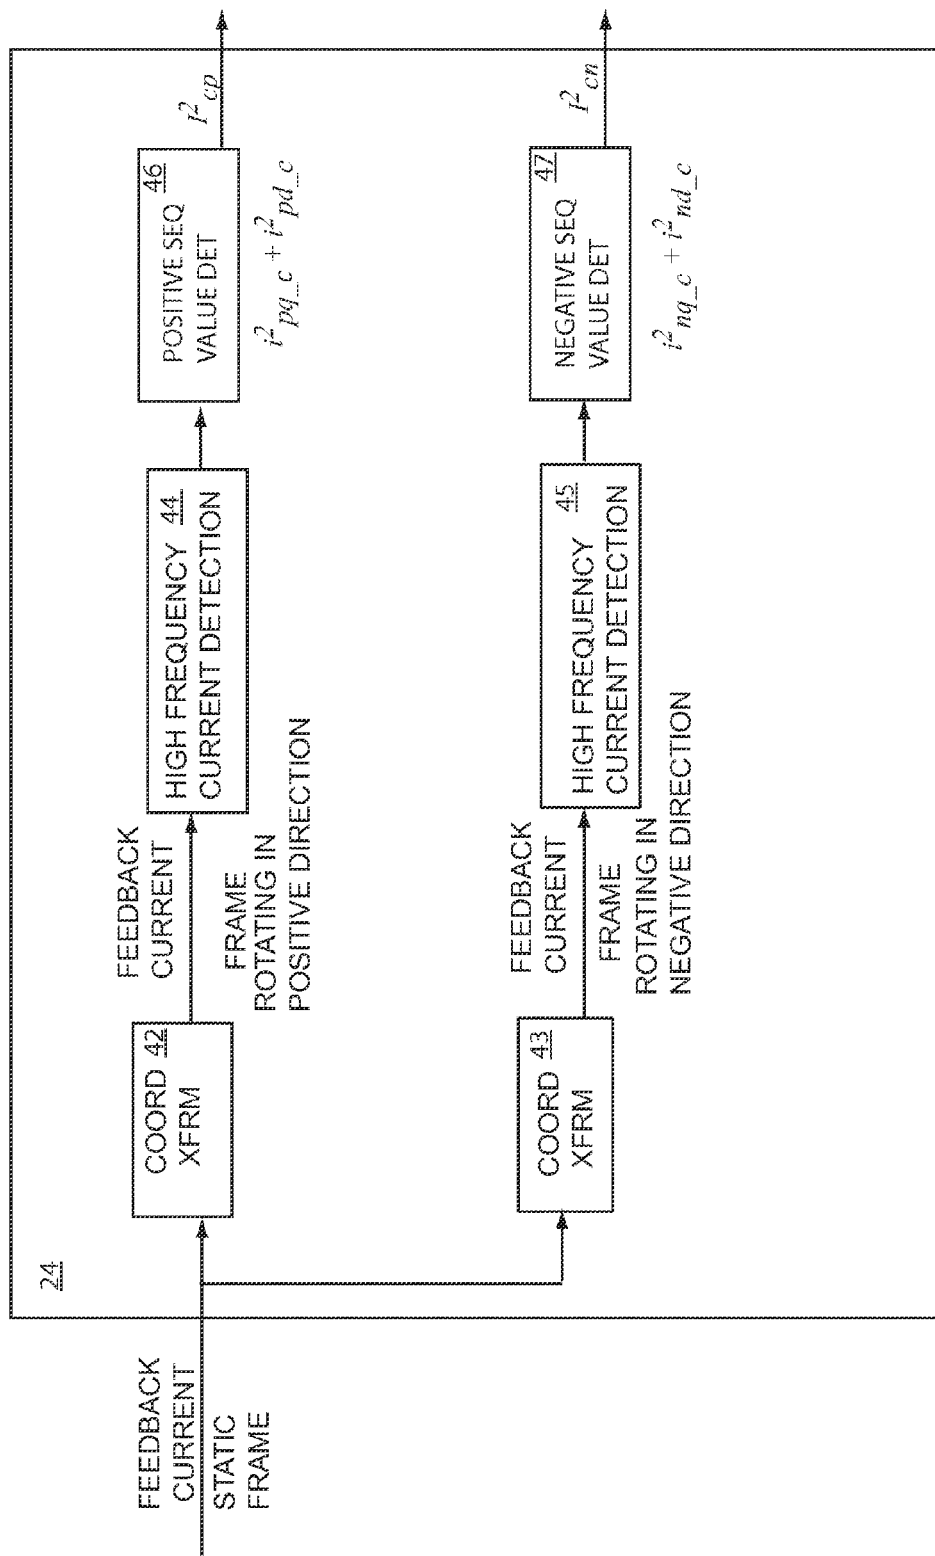 24
FEEDBACK
CURRENT
STATIC
FRAME
COORD 42
XFRM
FEEDBACK
CURRENT
FRAME
ROTATING IN
POSITIVE DIRECTION
HIGH FREQUENCY 44
CURRENT DETECTION
46
POSITIVE SEQ
VALUE DET
i²pq_c + i²pd_c
I²cp
COORD 43
XFRM
FEEDBACK
CURRENT
FRAME
ROTATING IN
NEGATIVE DIRECTION
HIGH FREQUENCY 45
CURRENT DETECTION
47
NEGATIVE SEQ
VALUE DET
i²nq_c + i²nd_c
I²cn